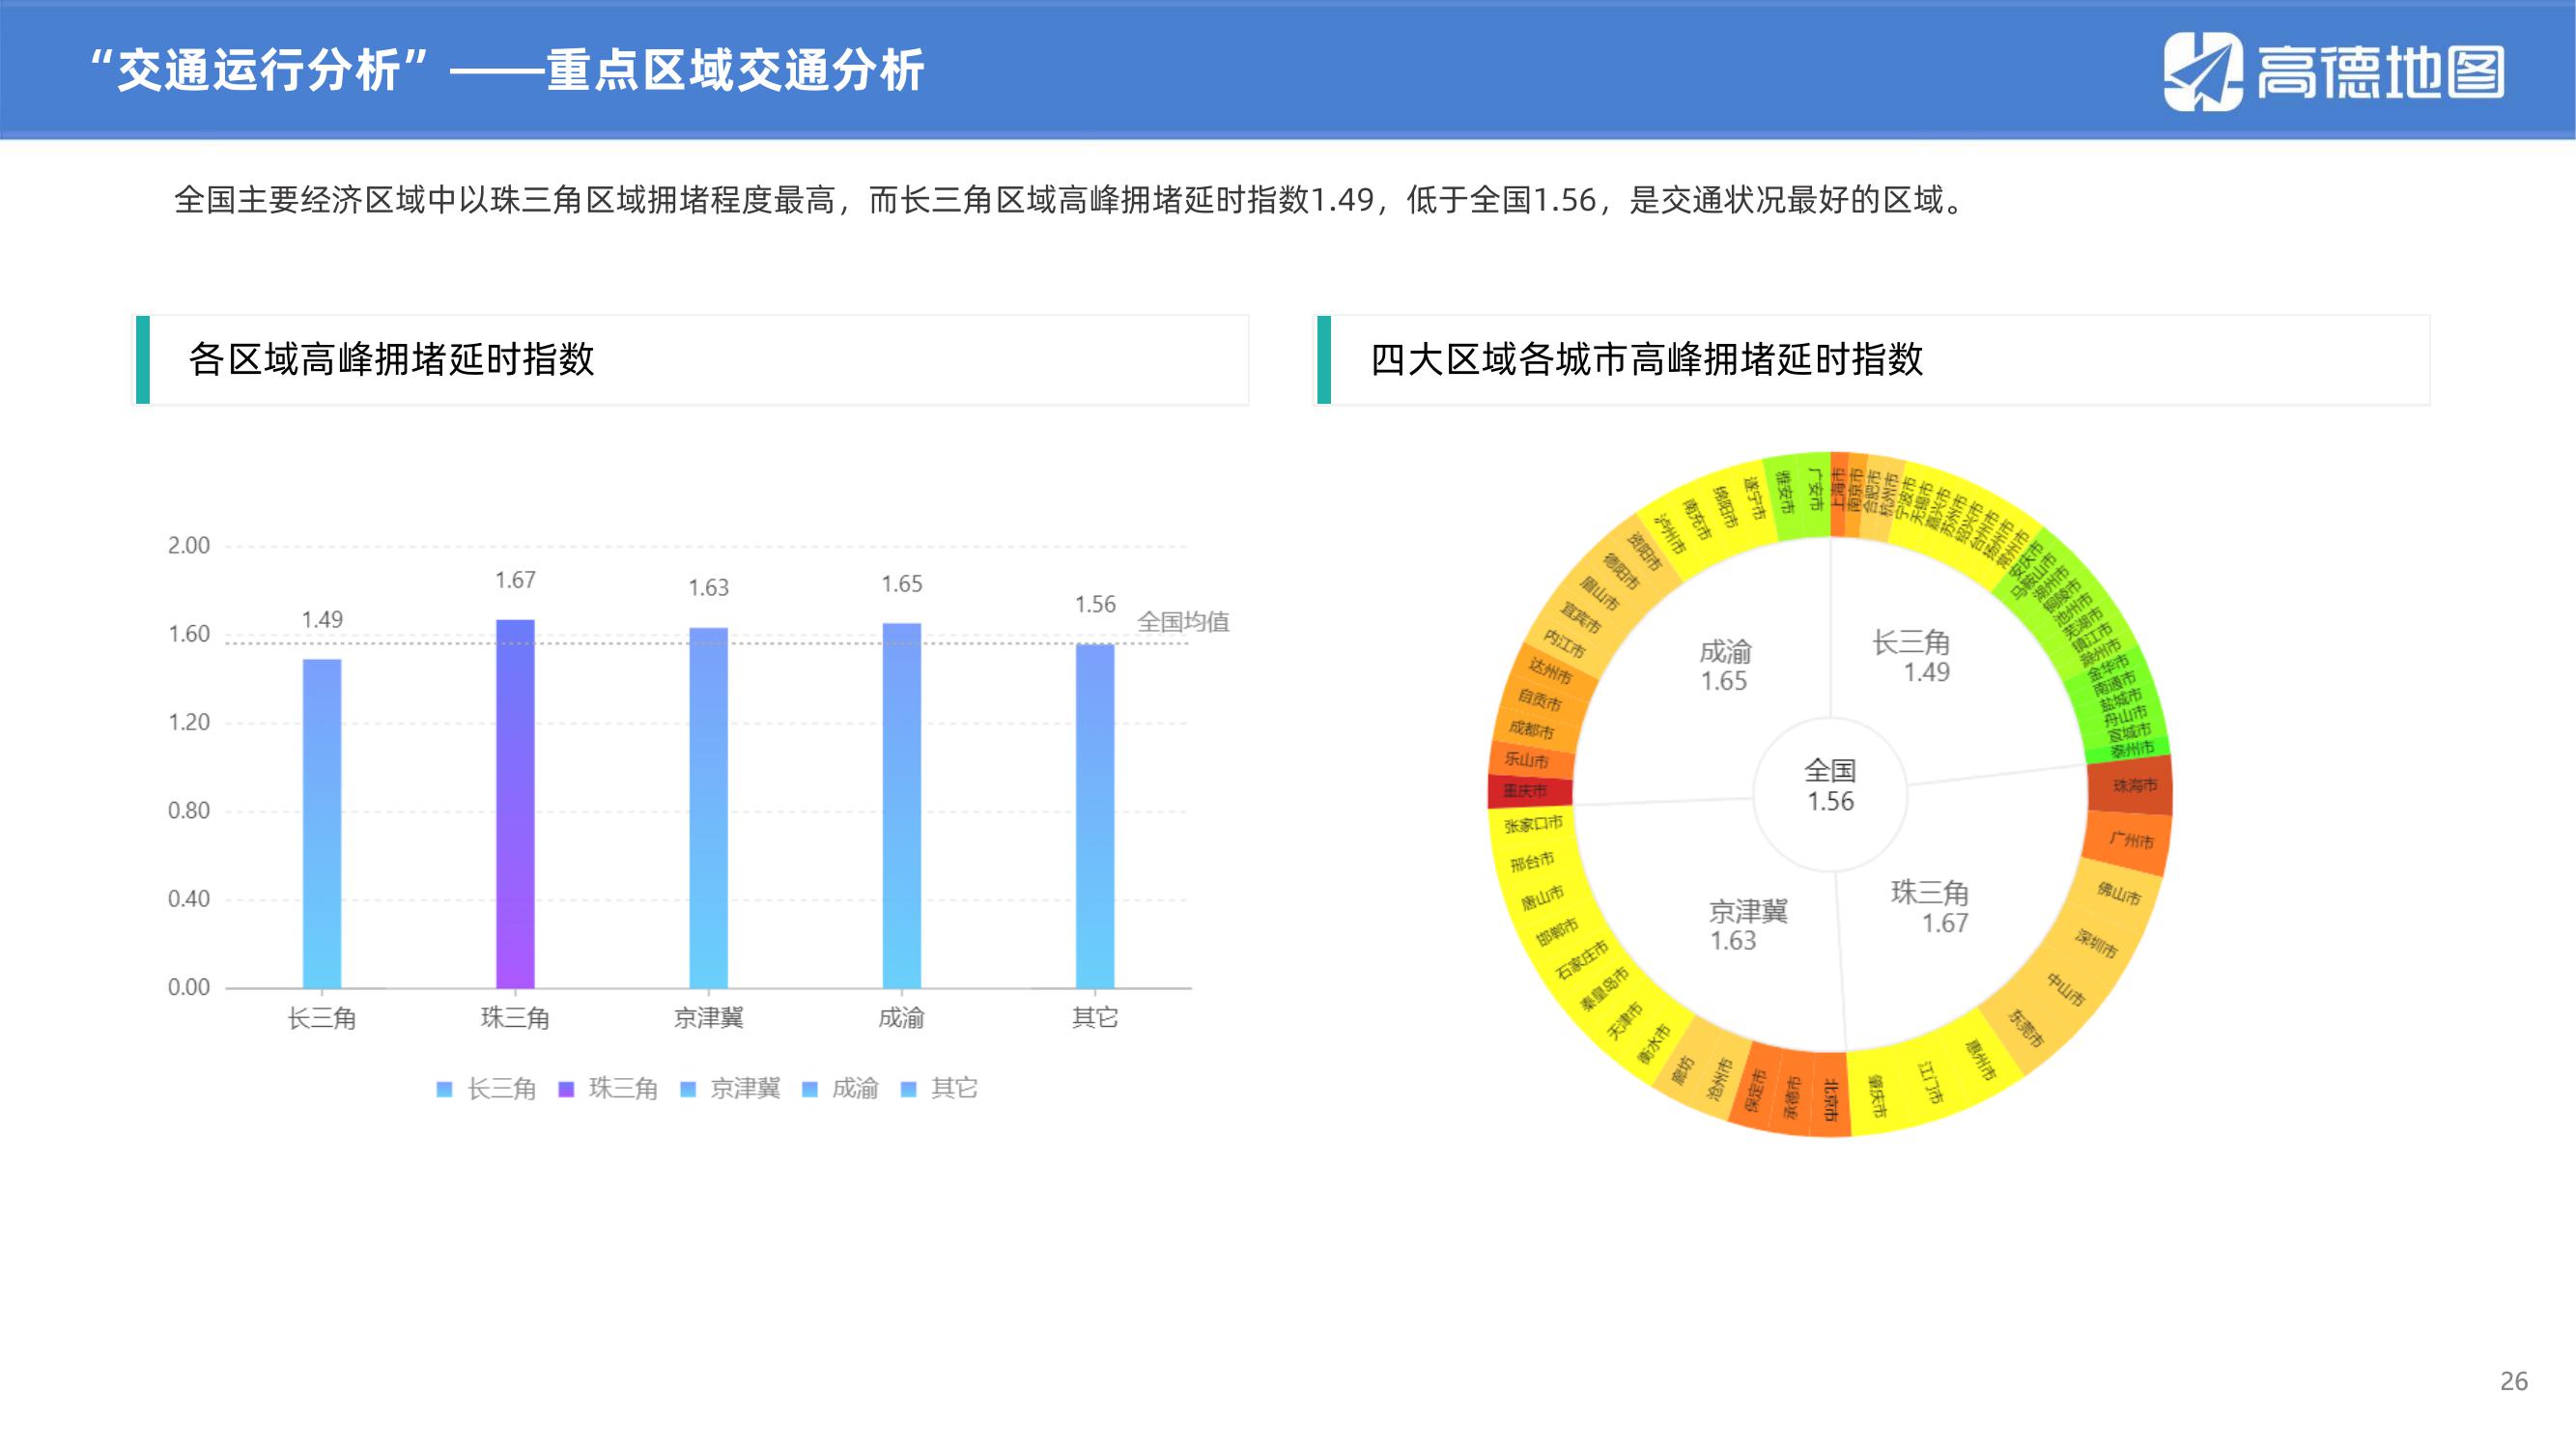 “交通运行分析”——重点区域交通分析
高德地图
全国主要经济区域中以珠三角区域拥堵程度最高，而长三角区域高峰拥堵延时指数1.49，低于全国1.56，是交通状况最好的区域。
各区域高峰拥堵延时指数
2.00
1.60
1.20
0.80
0.40
0.00
1.49
1.67
1.63
1.65
1.56
全国均值
长三角
珠三角
京津冀
成渝
其它
长三角 珠三角 京津冀 成渝 其它
四大区域各城市高峰拥堵延时指数
全国
1.56
长三角
1.49
珠三角
1.67
京津冀
1.63
成渝
1.65
上海市
南京市
合肥市
杭州市
宁波市
无锡市
嘉兴市
苏州市
绍兴市
台州市
扬州市
常州市
安庆市
马鞍山市
湖州市
铜陵市
池州市
芜湖市
镇江市
滁州市
金华市
南通市
盐城市
舟山市
宣城市
泰州市
珠海市
广州市
佛山市
深圳市
中山市
东莞市
惠州市
江门市
肇庆市
北京市
承德市
保定市
沧州市
廊坊
衡水市
天津市
秦皇岛市
石家庄市
邯郸市
唐山市
邢台市
张家口市
重庆市
乐山市
成都市
自贡市
达州市
内江市
宜宾市
眉山市
德阳市
资阳市
泸州市
南充市
绵阳市
遂宁市
雅安市
广安市
26